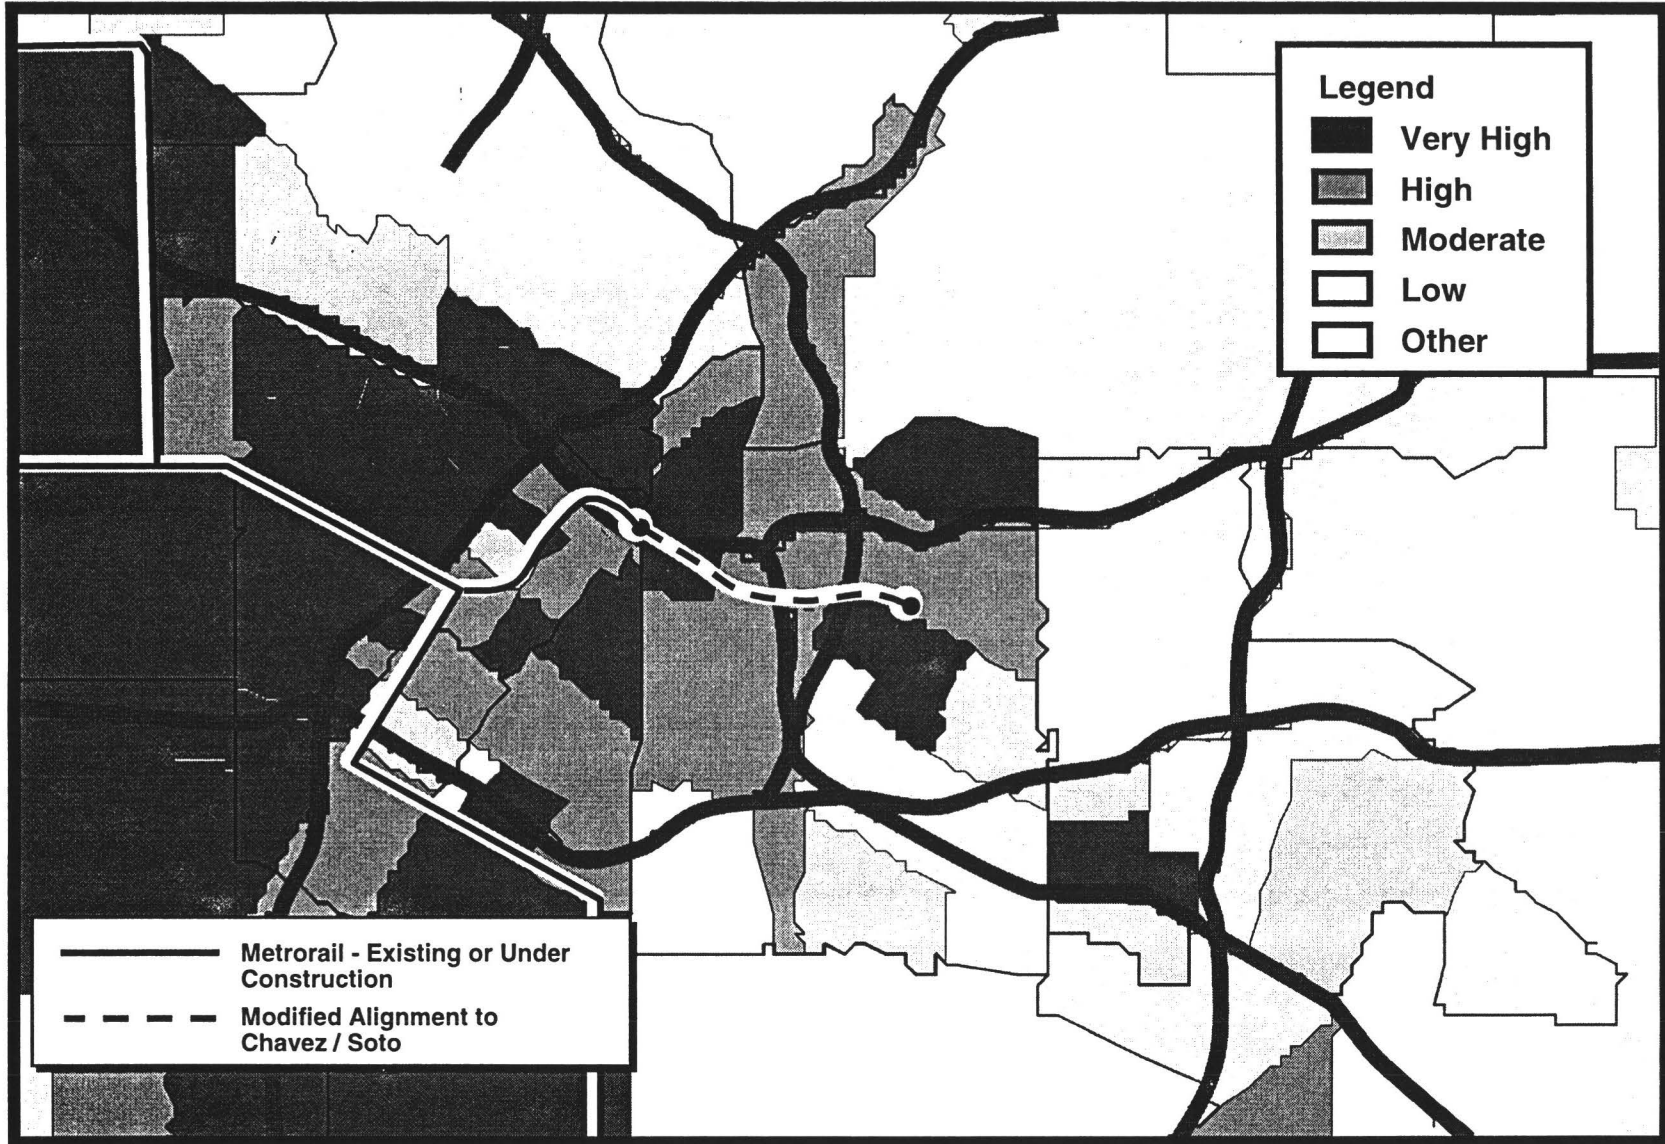 Legend
Very High
High
Moderate
Low
Other
Metrorail - Existing or Under
Construction
Modified Alignment to
Chavez / Soto